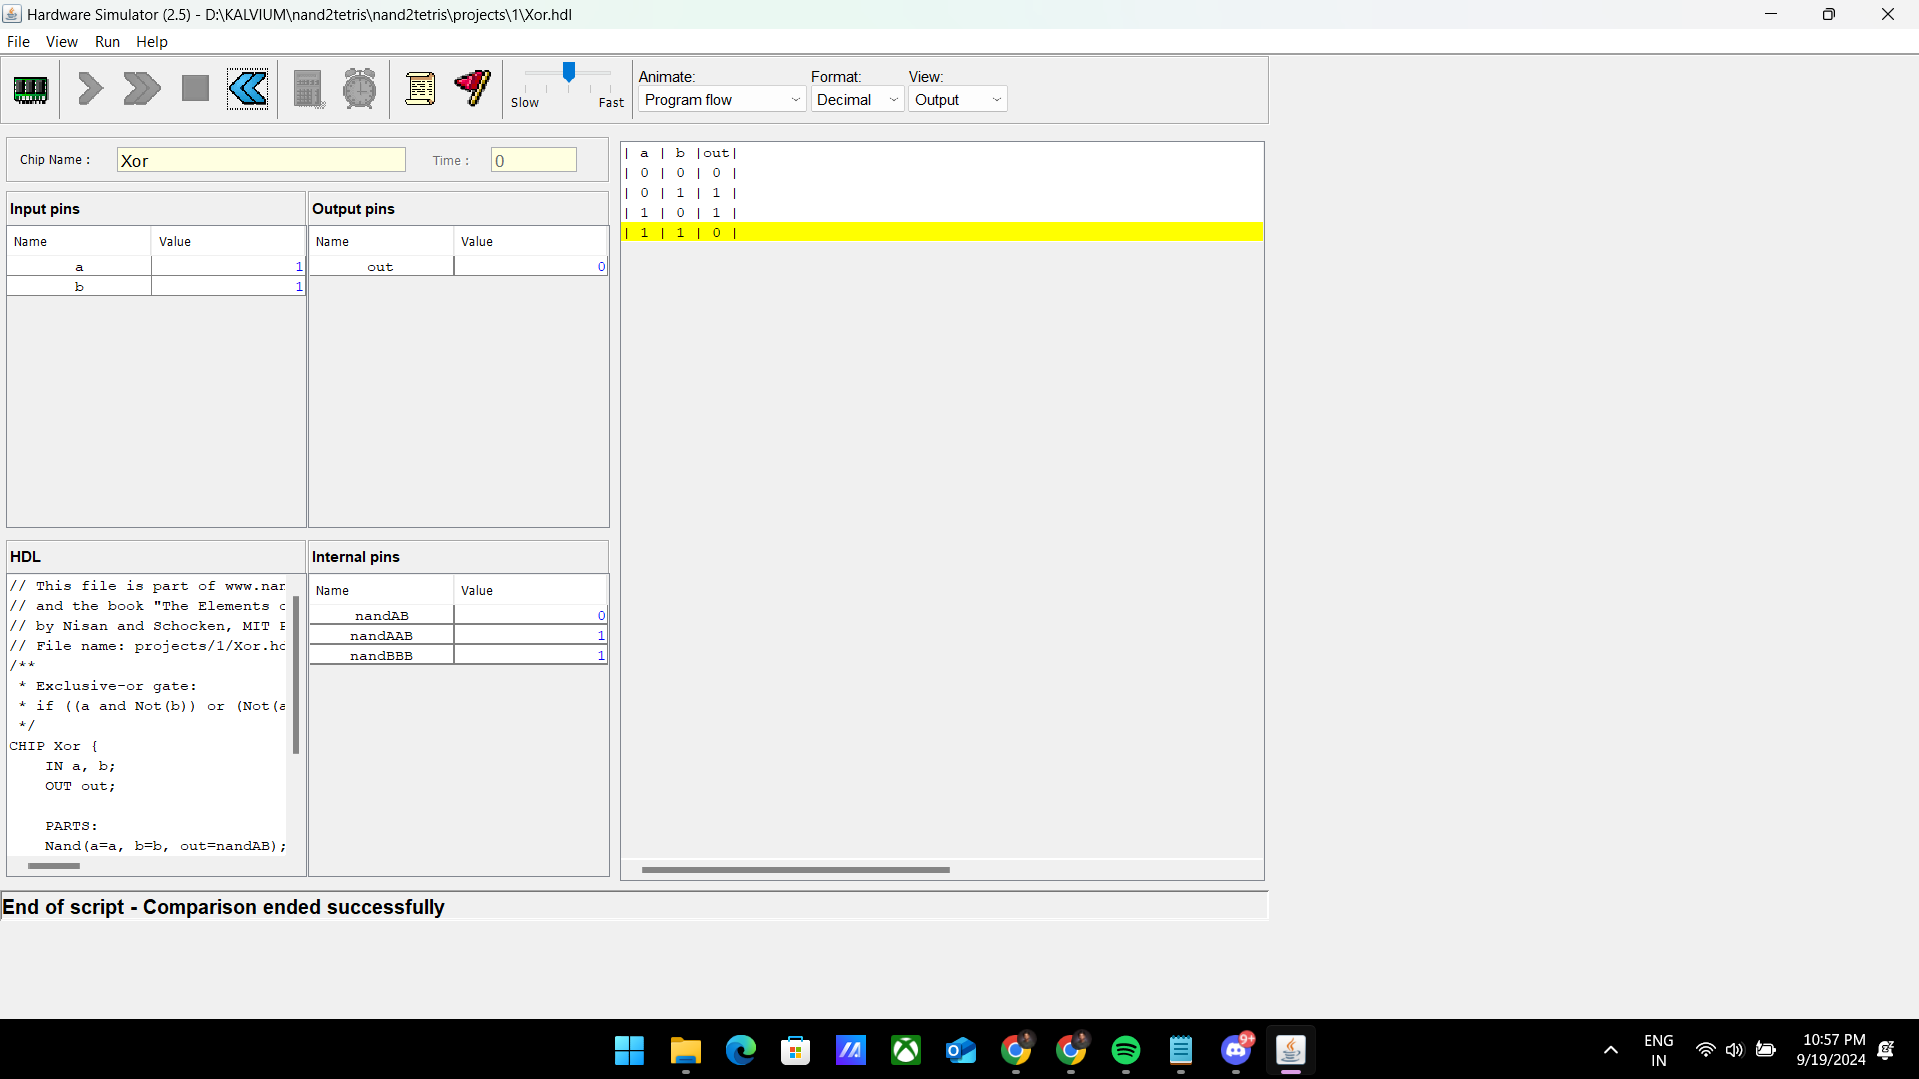 Hardware Simulator (2.5) - D:\KALVIUM\nand2tetris\nand2tetris\projects\1\Xor.hdl
File View Run Help
Slow Fast
Animate: Format: View:
Program flow Decimal Output
Chip Name : Xor Time : 0
Input pins
Name Value
a 1
b 1
Output pins
Name Value
out 0
| a | b |out|
| 0 | 0 | 0 |
| 0 | 1 | 1 |
| 1 | 0 | 1 |
| 1 | 1 | 0 |
HDL
// This file is part of www.nan
// and the book "The Elements o
// by Nisan and Schocken, MIT P
// File name: projects/1/Xor.hd
/**
* Exclusive-or gate:
* if ((a and Not(b)) or (Not(a
*/
CHIP Xor {
IN a, b;
OUT out;
PARTS:
Nand(a=a, b=b, out=nandAB);
Internal pins
Name Value
nandAB 0
nandAAB 1
nandBBB 1
End of script - Comparison ended successfully
9+
ENG
IN
10:57 PM
9/19/2024